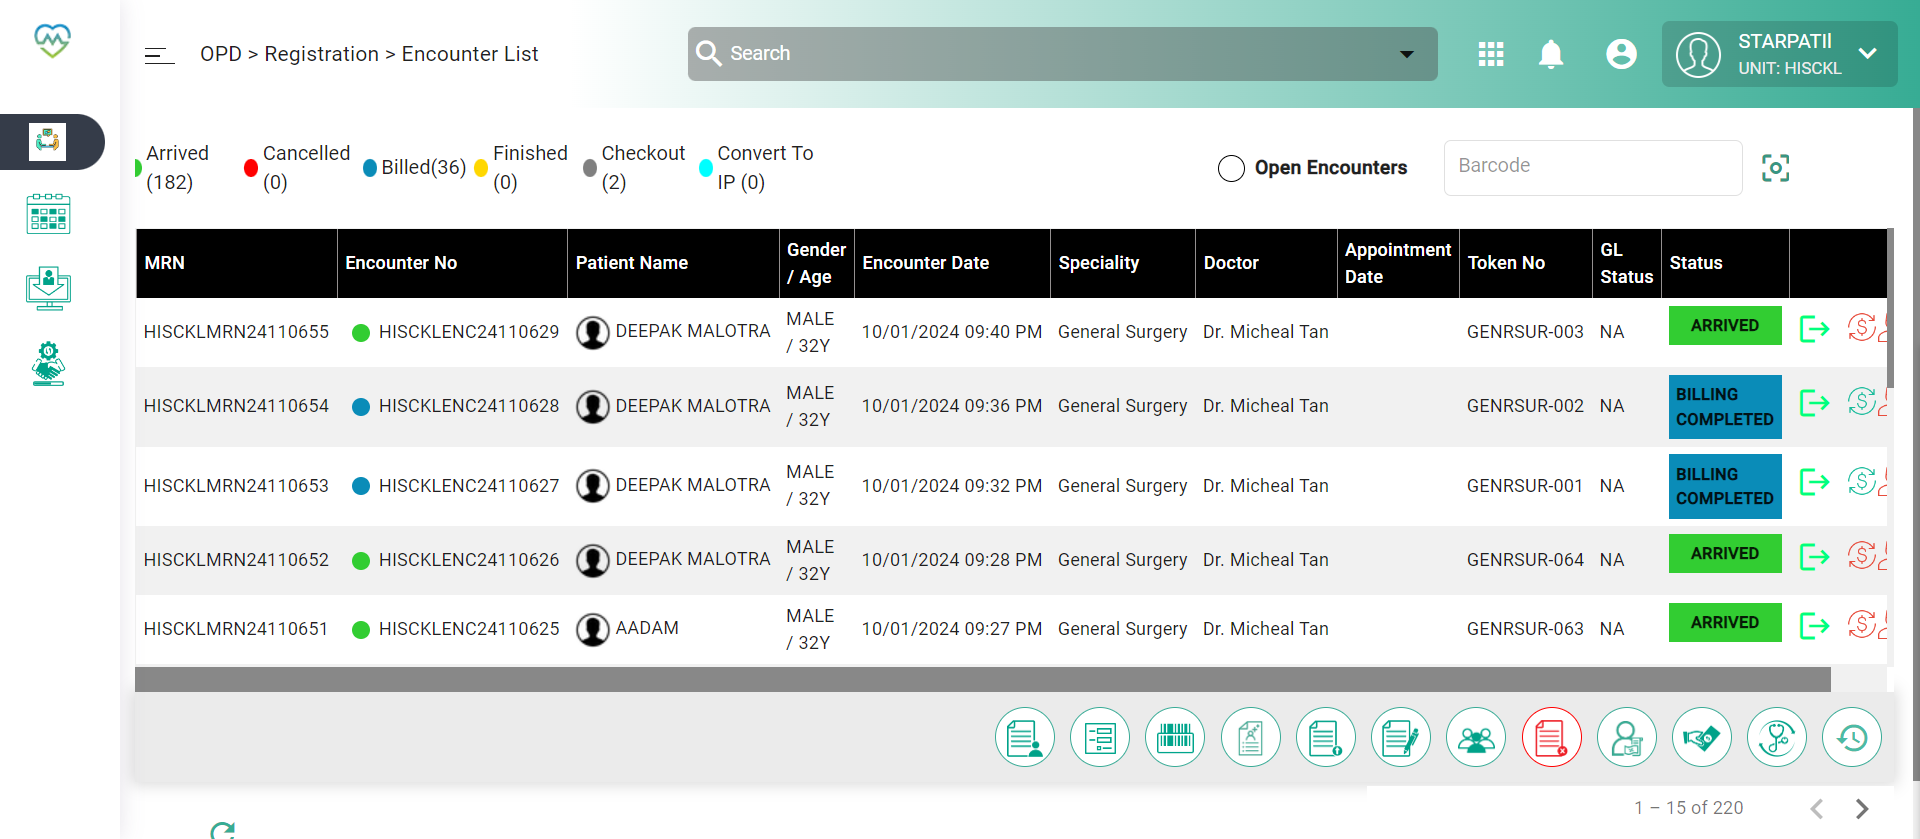 OPD > Registration > Encounter List
Search
STARPATII
UNIT: HISCKL
Arrived
(182)
Cancelled
(0)
Billed(36)
Finished
(0)
Checkout
(2)
Convert To
IP (0)
Open Encounters
Barcode
MRN Encounter No Patient Name Gender / Age Encounter Date Speciality Doctor Appointment Date Token No GL Status Status
HISCKLMRN24110655 HISCKLENC24110629 DEEPAK MALOTRA MALE / 32Y 10/01/2024 09:40 PM General Surgery Dr. Micheal Tan GENRSUR-003 NA ARRIVED
HISCKLMRN24110654 HISCKLENC24110628 DEEPAK MALOTRA MALE / 32Y 10/01/2024 09:36 PM General Surgery Dr. Micheal Tan GENRSUR-002 NA BILLING COMPLETED
HISCKLMRN24110653 HISCKLENC24110627 DEEPAK MALOTRA MALE / 32Y 10/01/2024 09:32 PM General Surgery Dr. Micheal Tan GENRSUR-001 NA BILLING COMPLETED
HISCKLMRN24110652 HISCKLENC24110626 DEEPAK MALOTRA MALE / 32Y 10/01/2024 09:28 PM General Surgery Dr. Micheal Tan GENRSUR-064 NA ARRIVED
HISCKLMRN24110651 HISCKLENC24110625 AADAM MALE / 32Y 10/01/2024 09:27 PM General Surgery Dr. Micheal Tan GENRSUR-063 NA ARRIVED
1 – 15 of 220